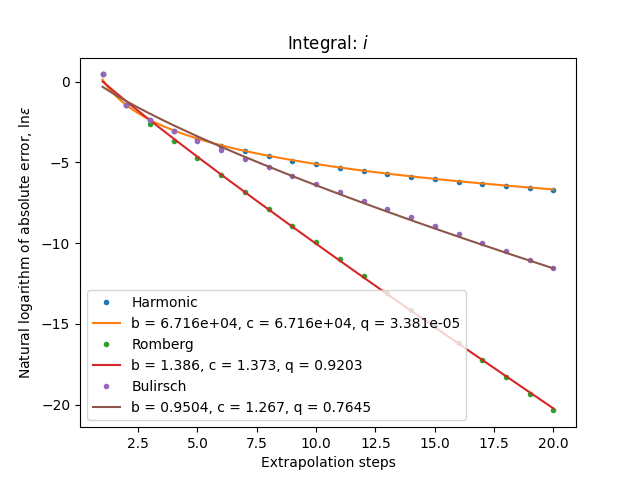 Integral: i
Natural logarithm of absolute error, lnε
0
−5
−10
−15
−20
Harmonic
b = 6.716e+04, c = 6.716e+04, q = 3.381e-05
Romberg
b = 1.386, c = 1.373, q = 0.9203
Bulirsch
b = 0.9504, c = 1.267, q = 0.7645
2.5 5.0 7.5 10.0 12.5 15.0 17.5 20.0
Extrapolation steps